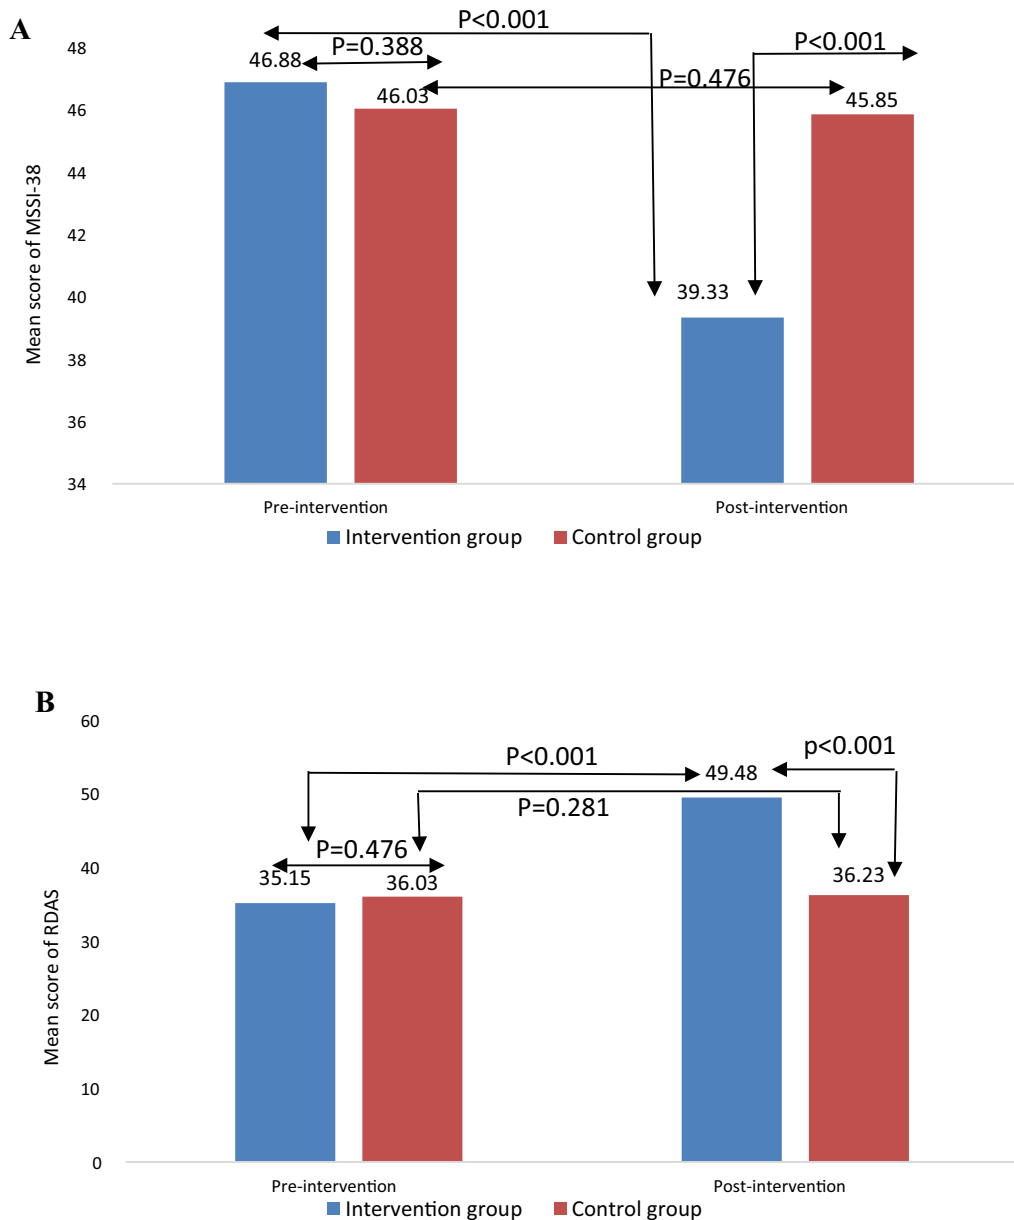 A
P<0.001
P=0.388
P<0.001
48
46.88
P=0.476
46.03
45.85
46
44
42
40
39.33
38
36
34
Mean score of MSSI-38
Pre-intervention
Post-intervention
Intervention group
Control group
B
60
P<0.001
p<0.001
49.48
50
P=0.281
P=0.476
40
35.15
36.03
36.23
30
20
10
0
Mean score of RDAS
Pre-intervention
Post-intervention
Intervention group
Control group